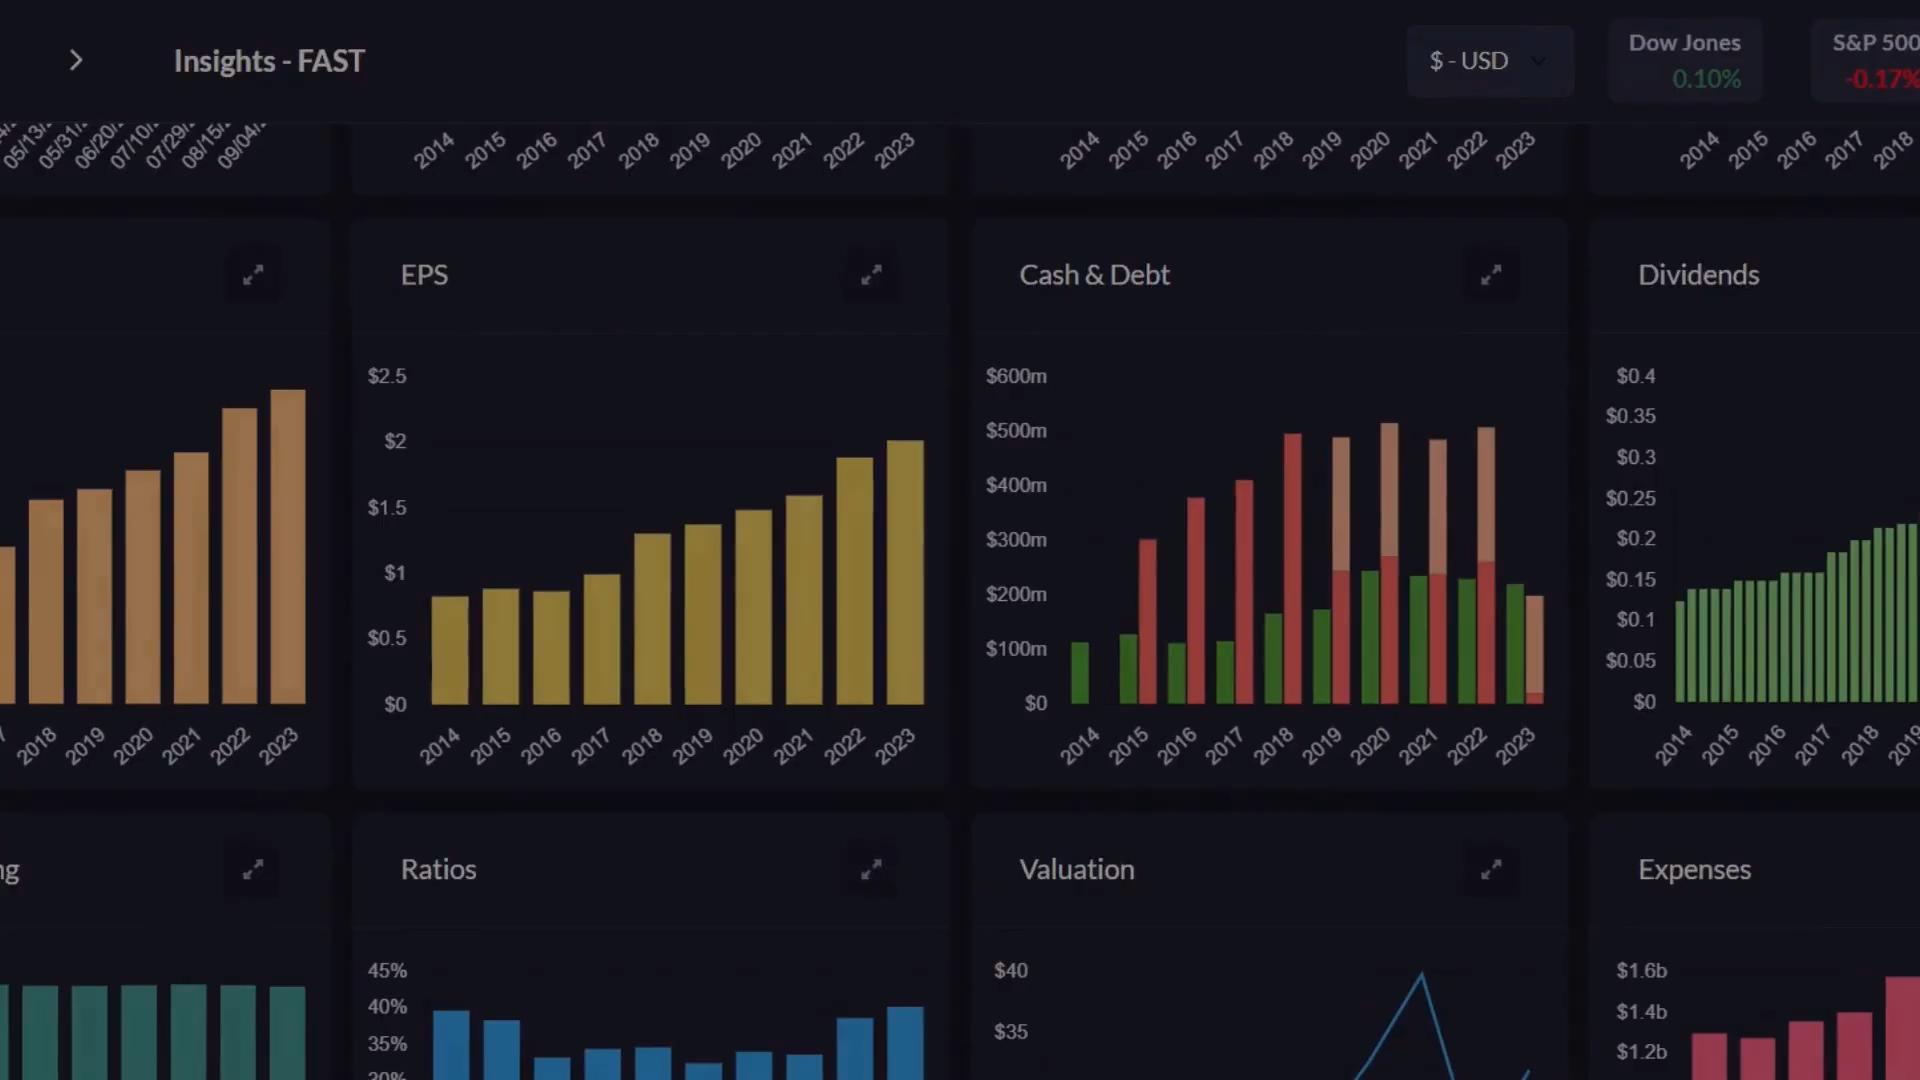 Insights - FAST
$ - USD
Dow Jones
0.10%
S&P 500
-0.17%
2014 2015 2016 2017 2018 2019 2020 2021 2022 2023
2014 2015 2016 2017 2018 2019 2020 2021 2022 2023
2014 2015 2016 2017 2018
2018 2019 2020 2021 2022 2023
EPS
$2.5
$2
$1.5
$1
$0.5
$0
2014 2015 2016 2017 2018 2019 2020 2021 2022 2023
Cash & Debt
$600m
$500m
$400m
$300m
$200m
$100m
$0
2014 2015 2016 2017 2018 2019 2020 2021 2022 2023
Dividends
$0.4
$0.35
$0.3
$0.25
$0.2
$0.15
$0.1
$0.05
$0
2014 2015 2016 2017 2018 2019
ng
Ratios
45%
40%
35%
30%
Valuation
$40
$35
Expenses
$1.6b
$1.4b
$1.2b